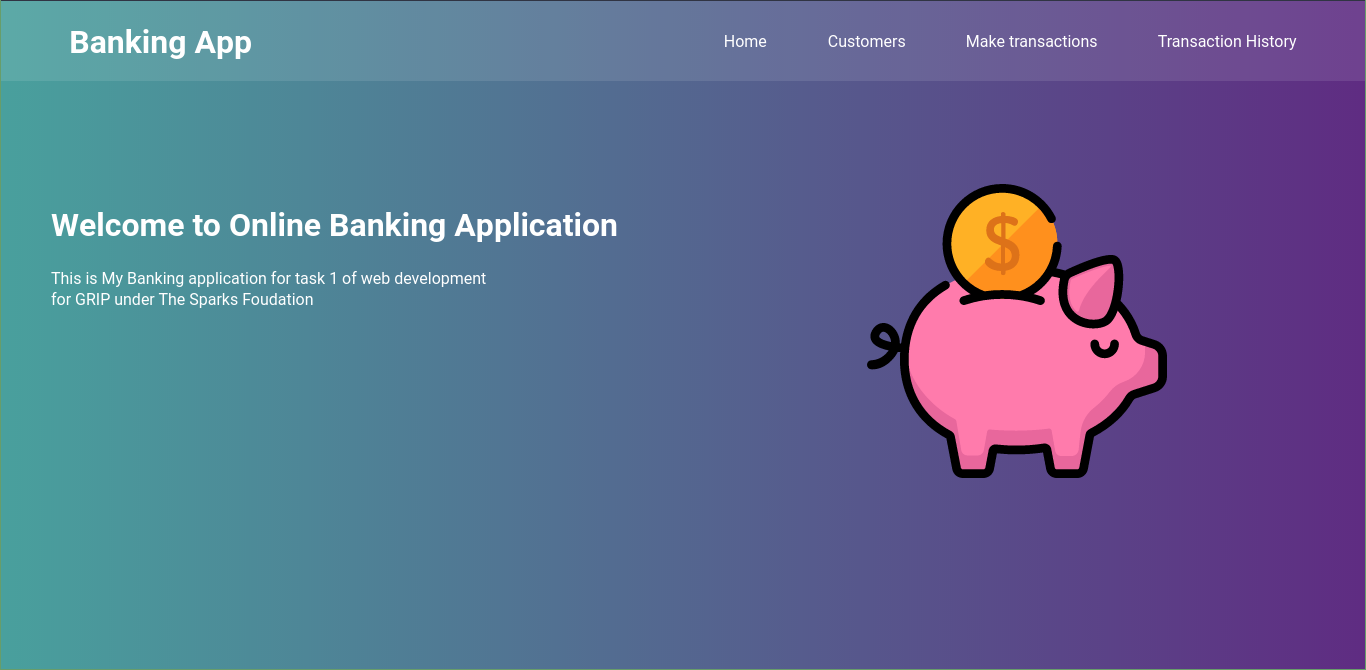 Banking App
Home
Customers
Make transactions
Transaction History
Welcome to Online Banking Application
This is My Banking application for task 1 of web development
for GRIP under The Sparks Foudation
$